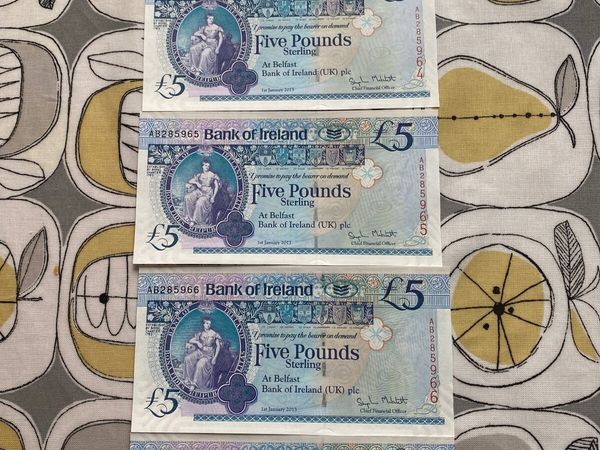 I promise to pay the bearer on demand
Five Pounds
Sterling
At Belfast
Bank of Ireland (UK) plc
1st January 2013
Chief Financial Officer
£5
AB285964
AB285965 Bank of Ireland £5
I promise to pay the bearer on demand
Five Pounds
Sterling
At Belfast
Bank of Ireland (UK) plc
1st January 2013
Chief Financial Officer
£5
AB285965
AB285966 Bank of Ireland £5
I promise to pay the bearer on demand
Five Pounds
Sterling
At Belfast
Bank of Ireland (UK) plc
1st January 2013
Chief Financial Officer
£5
AB285966